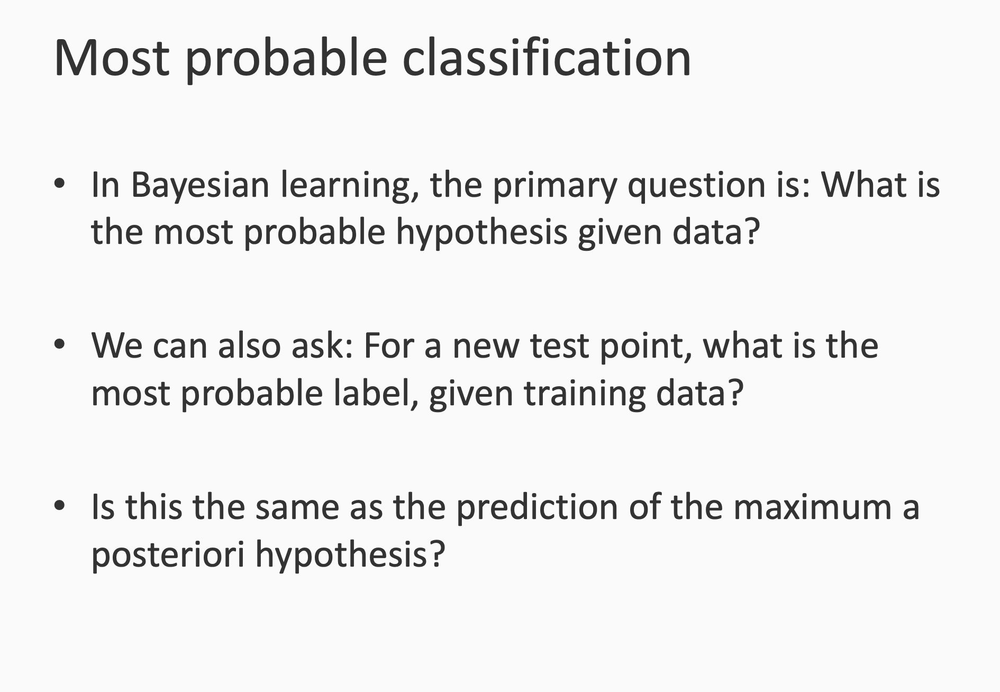 Most probable classification
• In Bayesian learning, the primary question is: What is
the most probable hypothesis given data?
• We can also ask: For a new test point, what is the
most probable label, given training data?
• Is this the same as the prediction of the maximum a
posteriori hypothesis?